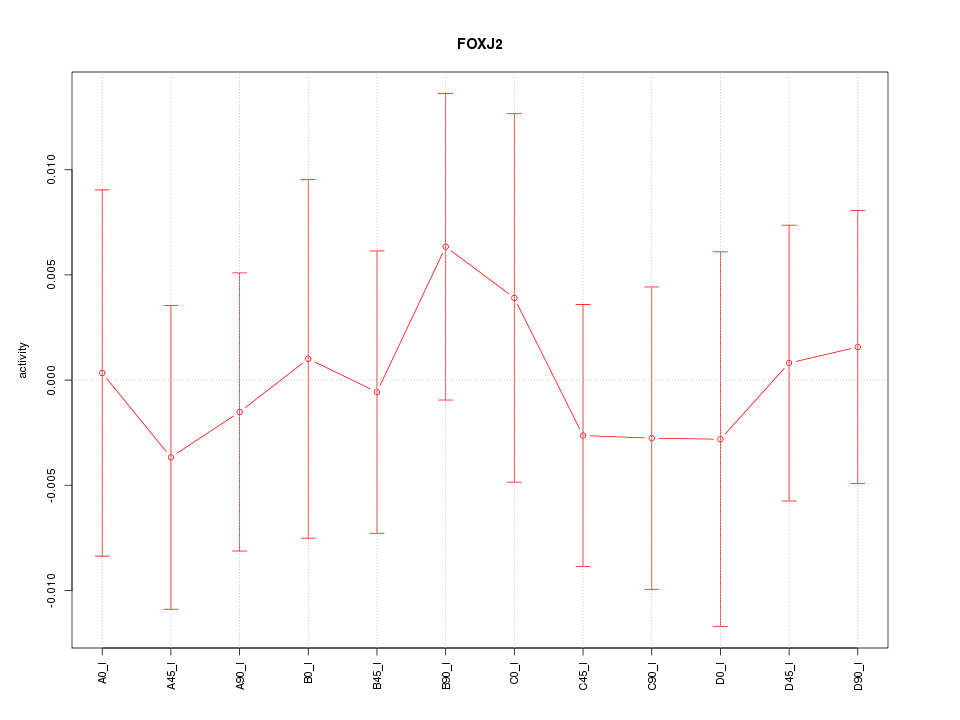 FOXJ2
activity
0.010
0.005
0.000
-0.005
-0.010
A0_I
A45_I
A90_I
B0_I
B45_I
B90_I
C0_I
C45_I
C90_I
D0_I
D45_I
D90_I